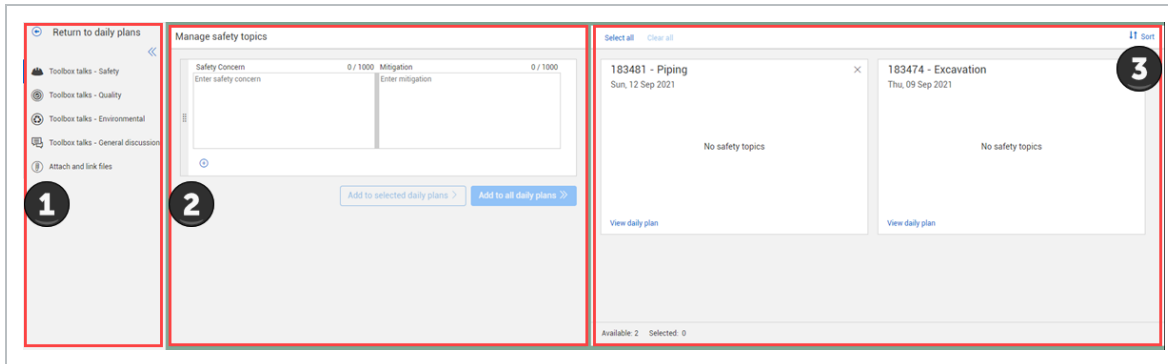 Return to daily plans
Toolbox talks - Safety
Toolbox talks - Quality
Toolbox talks - Environmental
Toolbox talks - General discussion
Attach and link files
1
Manage safety topics
Safety Concern 0 / 1000 Mitigation 0 / 1000
Enter safety concern Enter mitigation
Add to selected daily plans Add to all daily plans
2
Select all Clear all Sort
3
183481 - Piping
Sun, 12 Sep 2021
No safety topics
View daily plan
183474 - Excavation
Thu, 09 Sep 2021
No safety topics
View daily plan
Available: 2 Selected: 0